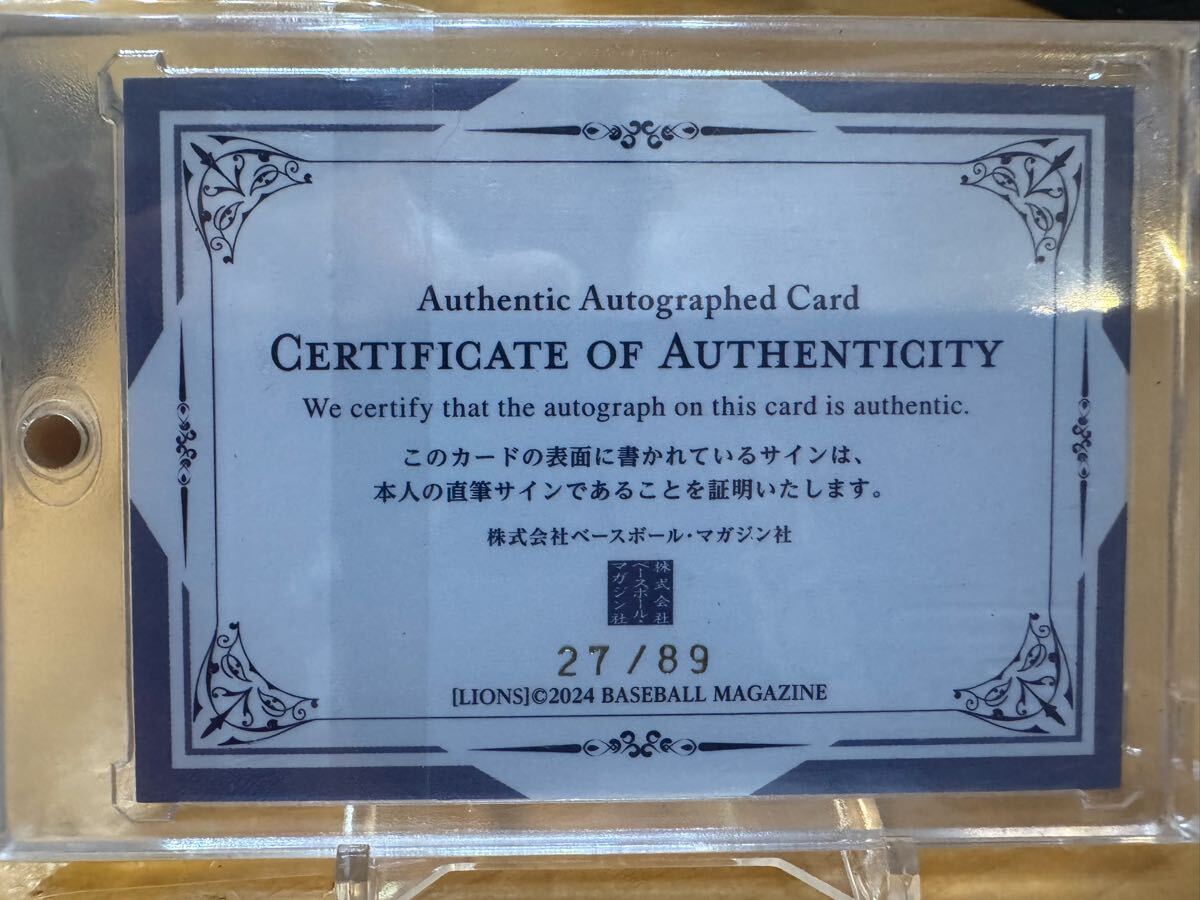 Authentic Autographed Card
CERTIFICATE OF AUTHENTICITY
We certify that the autograph on this card is authentic.
このカードの表面に書かれているサインは、
本人の直筆サインであることを証明いたします。
株式会社ベースボール・マガジン社
株式会社
ベースボール・
マガジン社
27/89
[LIONS]©2024 BASEBALL MAGAZINE